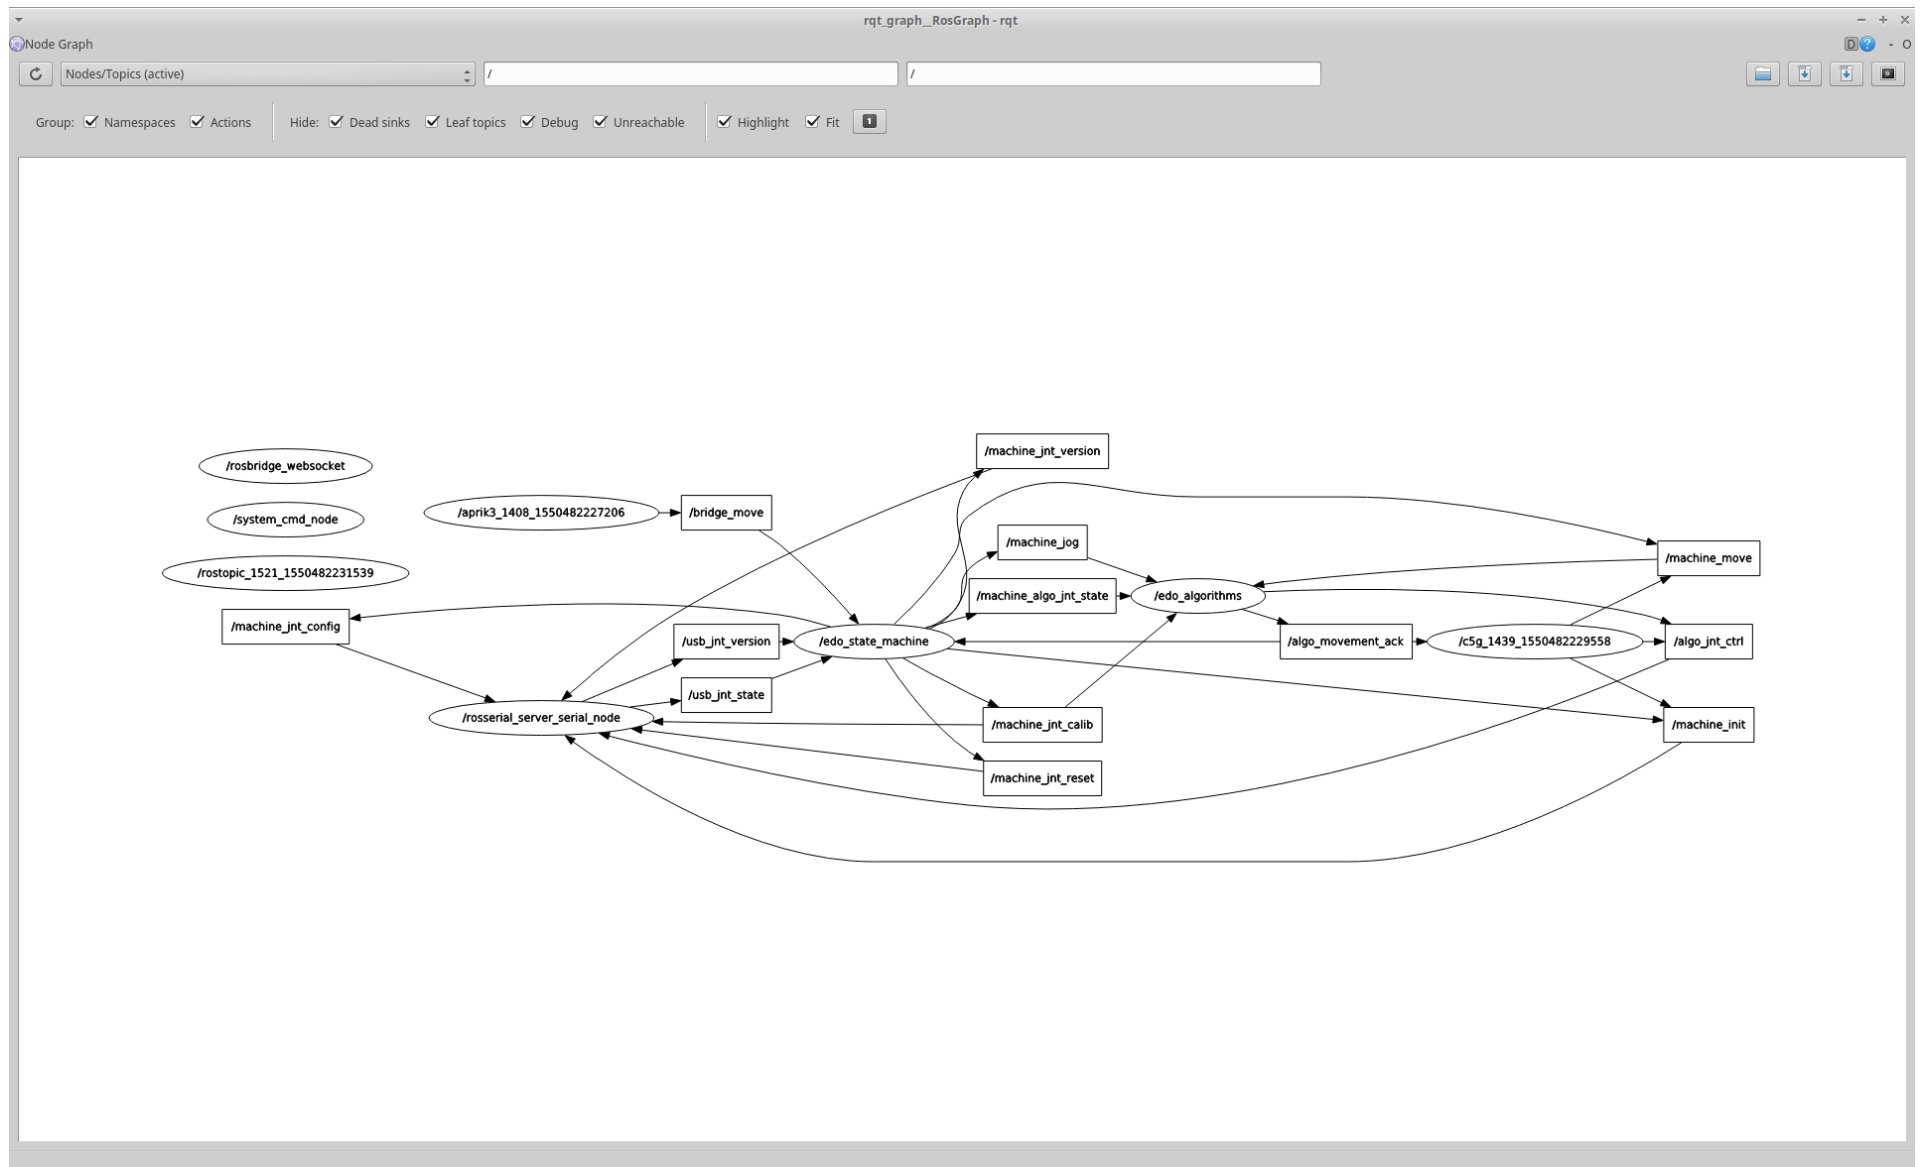 rqt_graph__RosGraph - rqt
Node Graph
D ? - O
Nodes/Topics (active) / /
Group: Namespaces Actions Hide: Dead sinks Leaf topics Debug Unreachable Highlight Fit 1
/machine_jnt_version
/rosbridge_websocket
/aprik3_1408_1550482227206
/bridge_move
/system_cmd_node
/machine_jog
/machine_move
/rostopic_1521_1550482231539
/machine_algo_jnt_state
/edo_algorithms
/machine_jnt_config
/usb_jnt_version
/edo_state_machine
/algo_movement_ack
/c5g_1439_1550482229558
/algo_jnt_ctrl
/usb_jnt_state
/rosserial_server_serial_node
/machine_jnt_calib
/machine_init
/machine_jnt_reset